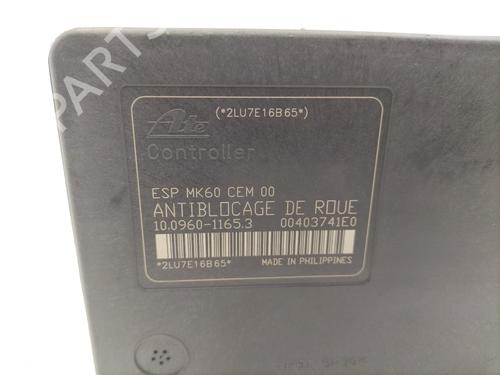 (*2LU7E16B65*)
Ate
Controller
ESP MK60 CEM 00
ANTIBLOCAGE DE ROUE
10.0960-1165.3 00403741E0
*2LU7E16B65* MADE IN PHILIPPINES